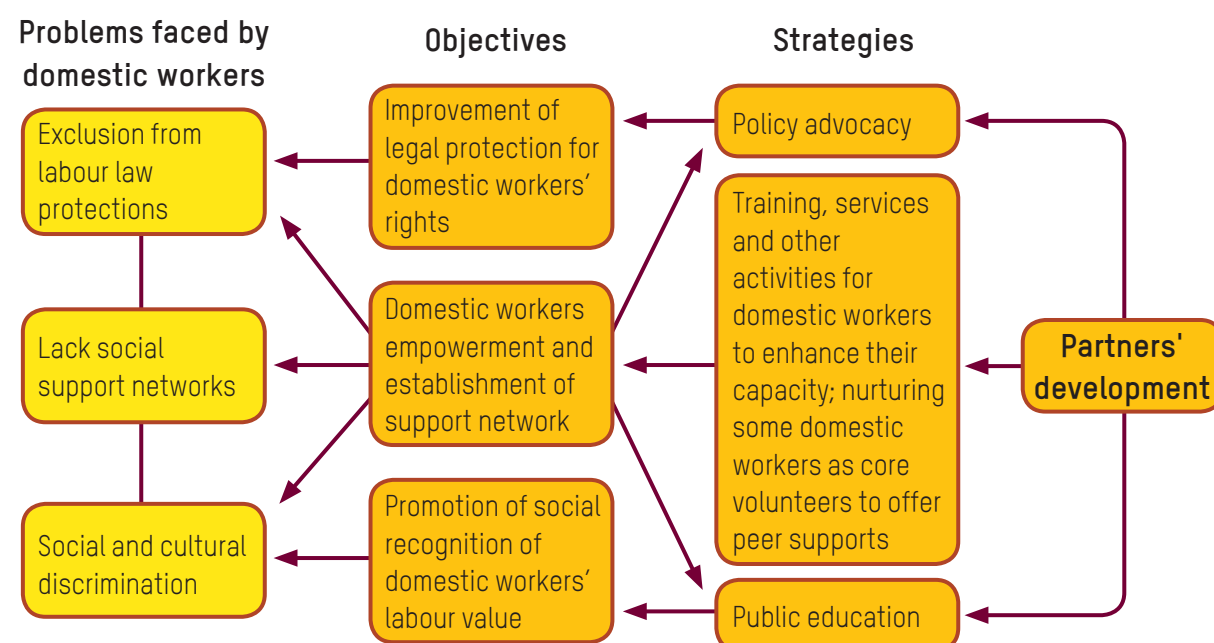 Problems faced by
domestic workers
Exclusion from
labour law
protections
Lack social
support networks
Social and cultural
discrimination
Objectives
Improvement of
legal protection for
domestic workers'
rights
Domestic workers
empowerment and
establishment of
support network
Promotion of social
recognition of
domestic workers'
labour value
Strategies
Policy advocacy
Training, services
and other
activities for
domestic workers
to enhance their
capacity; nurturing
some domestic
workers as core
volunteers to offer
peer supports
Public education
Partners'
development